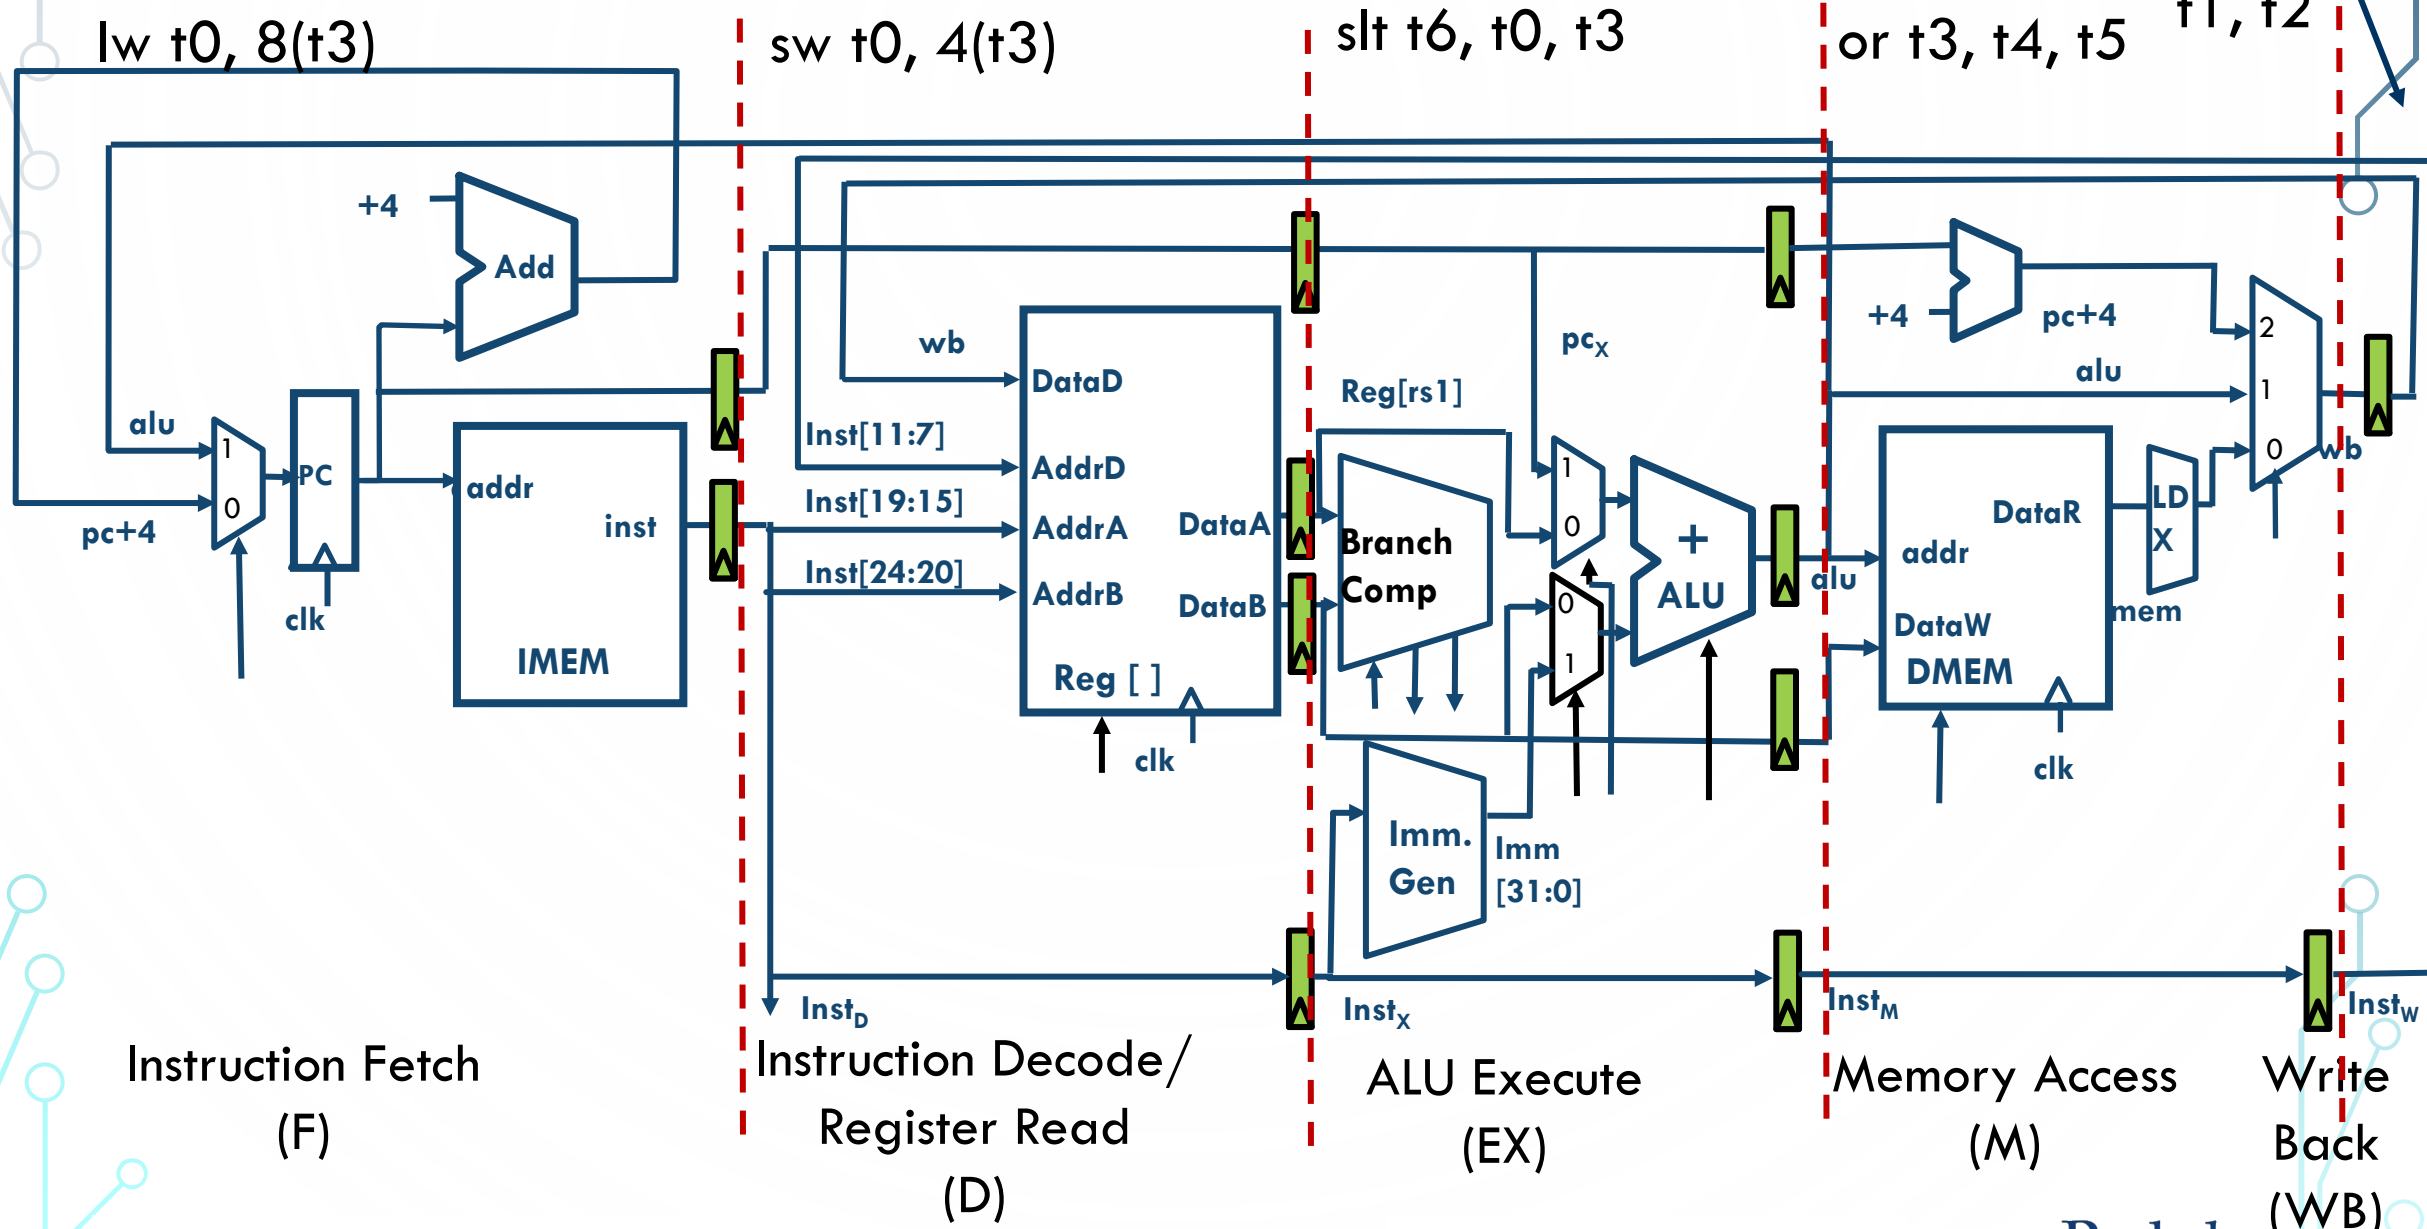 lw t0, 8(t3)
sw t0, 4(t3)
slt t6, t0, t3
or t3, t4, t5
t1, t2
+4
Add
alu
1
0
pc+4
PC
clk
addr
inst
IMEM
wb
DataD
Inst[11:7]
AddrD
Inst[19:15]
AddrA
DataA
Inst[24:20]
AddrB
DataB
Reg [ ]
clk
InstD
Reg[rs1]
pcX
Branch
Comp
1
0
0
1
+
ALU
alu
Imm.
Gen
Imm
[31:0]
InstX
+4
pc+4
alu
2
1
0
wb
addr
DataR
DataW
DMEM
LD
X
mem
clk
InstM
InstW
Instruction Fetch
(F)
Instruction Decode/
Register Read
(D)
ALU Execute
(EX)
Memory Access
(M)
Write
Back
(WB)